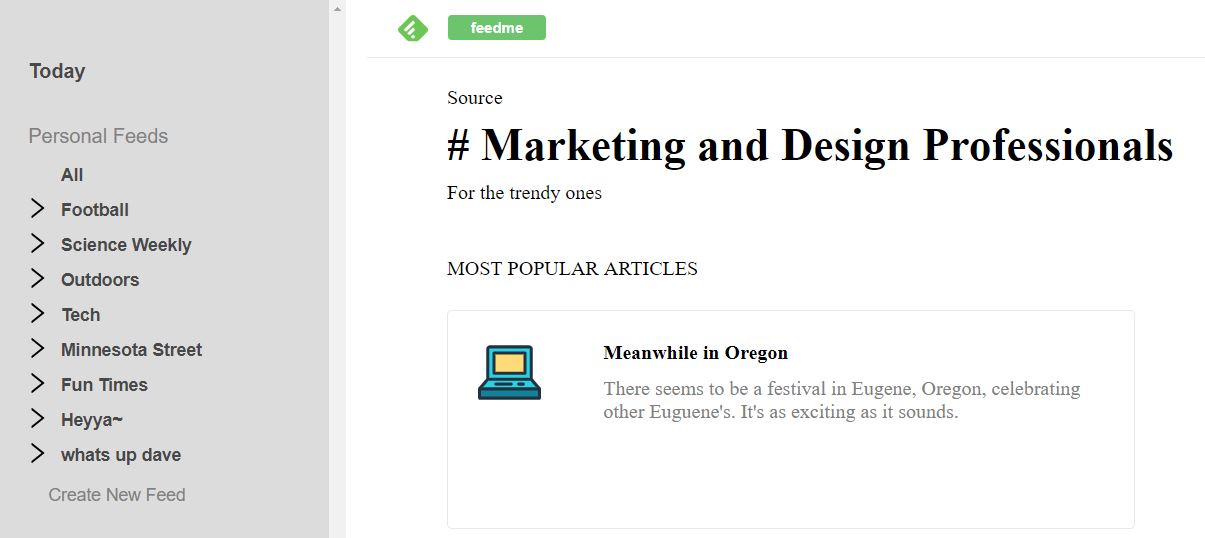 Today
Personal Feeds
All
Football
Science Weekly
Outdoors
Tech
Minnesota Street
Fun Times
Heyya~
whats up dave
Create New Feed
feedme
Source
# Marketing and Design Professionals
For the trendy ones
MOST POPULAR ARTICLES
Meanwhile in Oregon
There seems to be a festival in Eugene, Oregon, celebrating
other Euguene's. It's as exciting as it sounds.